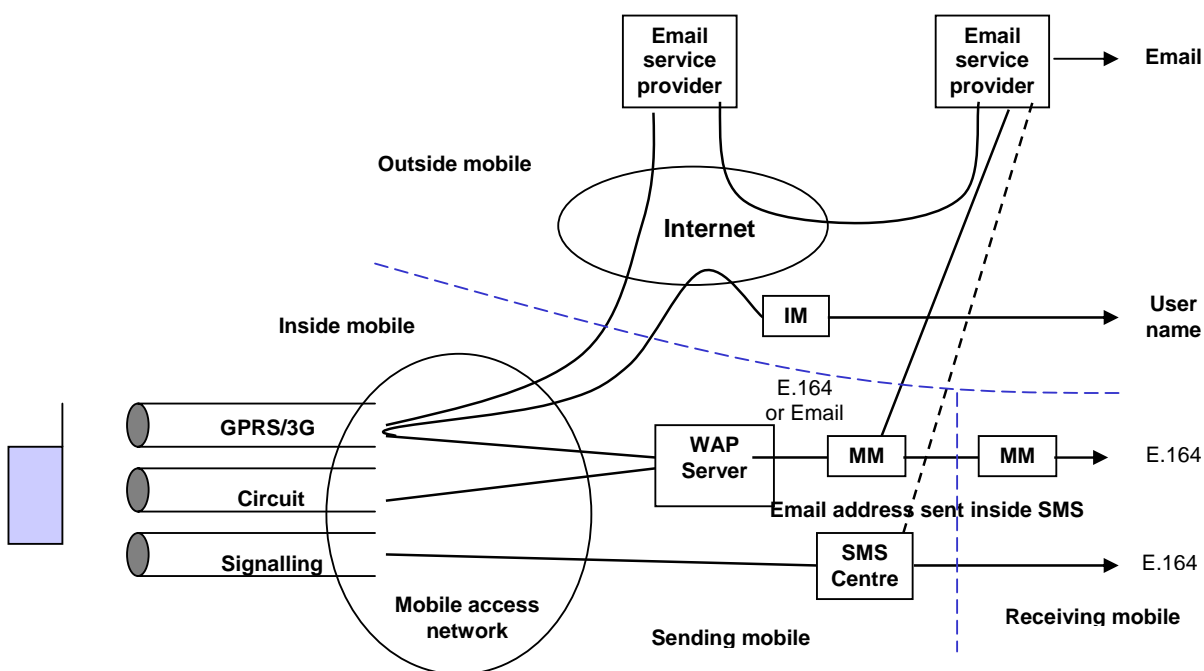 Email
service
provider
Email
service
provider
Email
Outside mobile
Internet
IM
User
name
Inside mobile
E.164
or Email
GPRS/3G
WAP
Server
MM
MM
E.164
Circuit
Email address sent inside SMS
Signalling
SMS
Centre
E.164
Mobile access
network
Sending mobile
Receiving mobile